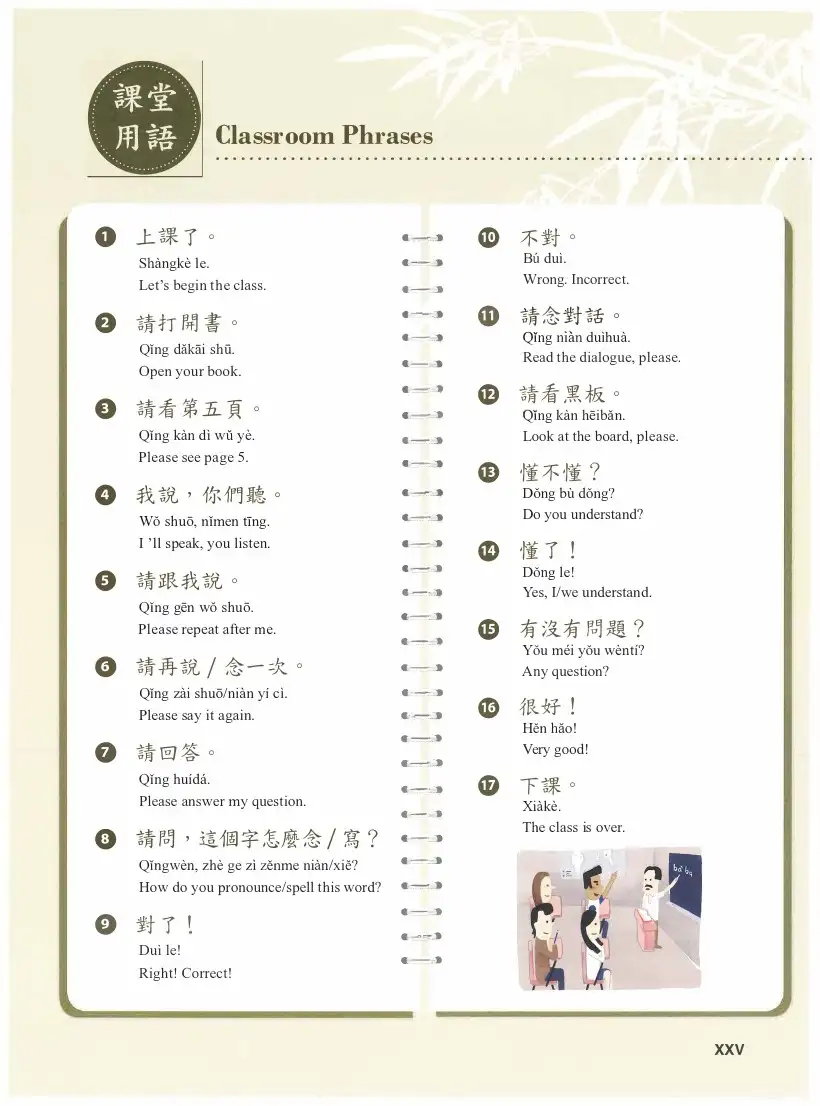 課堂
用語
Classroom Phrases
1 上課了。
Shàngkè le.
Let's begin the class.
2 請打開書。
Qǐng dǎkāi shū.
Open your book.
3 請看第五頁。
Qǐng kàn dì wǔ yè.
Please see page 5.
4 我說，你們聽。
Wǒ shuō, nǐmen tīng.
I 'll speak, you listen.
5 請跟我說。
Qǐng gēn wǒ shuō.
Please repeat after me.
6 請再說/念一次。
Qǐng zài shuō/niàn yí cì.
Please say it again.
7 請回答。
Qǐng huídá.
Please answer my question.
8 請問，這個字怎麼念/寫？
Qǐngwèn, zhè ge zì zěnme niàn/xiě?
How do you pronounce/spell this word?
9 對了！
Duì le!
Right! Correct!
10 不對。
Bú duì.
Wrong. Incorrect.
11 請念對話。
Qǐng niàn duìhuà.
Read the dialogue, please.
12 請看黑板。
Qǐng kàn hēibǎn.
Look at the board, please.
13 懂不懂？
Dǒng bù dǒng?
Do you understand?
14 懂了！
Dǒng le!
Yes, I/we understand.
15 有沒有問題？
Yǒu méi yǒu wèntí?
Any question?
16 很好！
Hěn hǎo!
Very good!
17 下課。
Xiàkè.
The class is over.
XXV